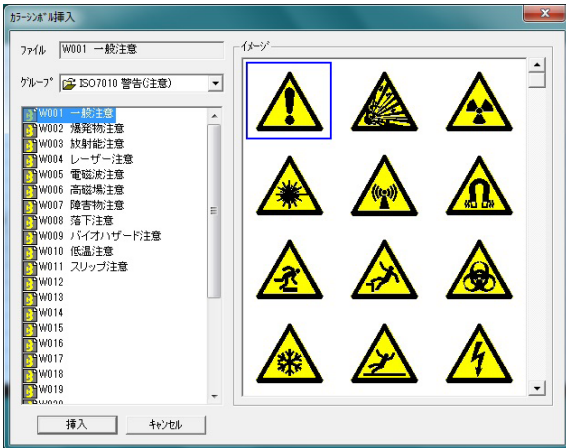 ｶﾗｰｼﾝﾎﾞﾙ挿入
ファイル W001 一般注意
ｸﾞﾙｰﾌﾟ ISO7010 警告(注意)
W001 一般注意
W002 爆発物注意
W003 放射能注意
W004 レーザー注意
W005 電磁波注意
W006 高磁場注意
W007 障害物注意
W008 落下注意
W009 バイオハザード注意
W010 低温注意
W011 スリップ注意
W012
W013
W014
W015
W016
W017
W018
W019
挿入
ｷｬﾝｾﾙ
ｲﾒｰｼﾞ